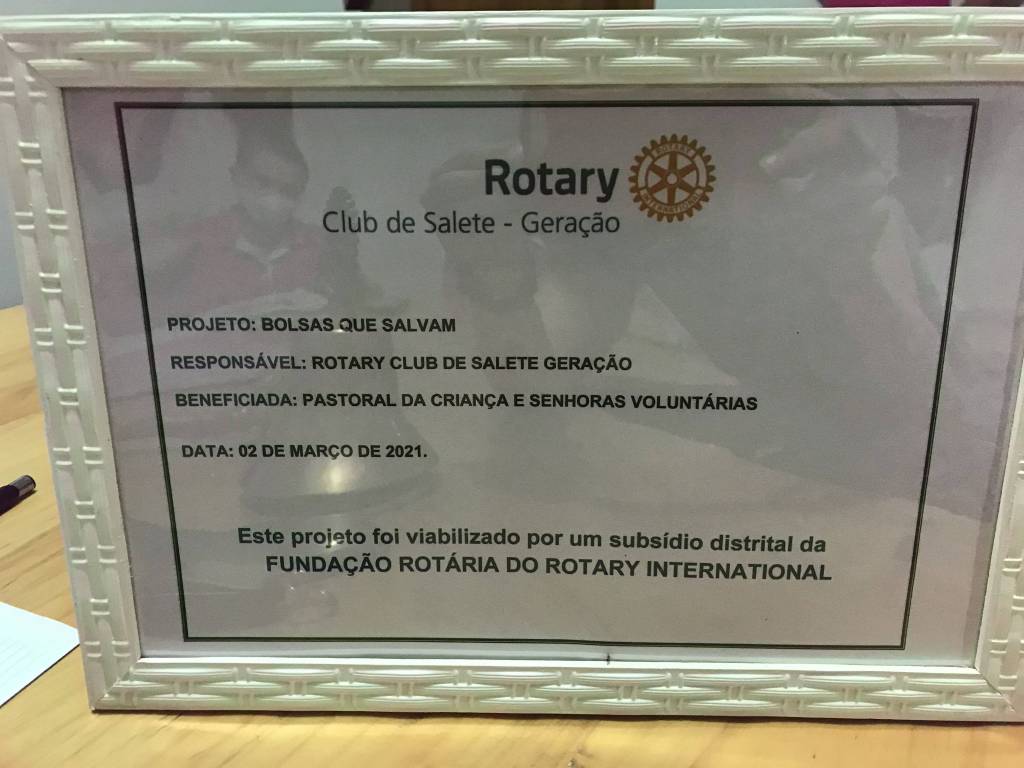 Rotary
ROTARY
INTERNATIONAL
Club de Salete - Geração
PROJETO: BOLSAS QUE SALVAM
RESPONSÁVEL: ROTARY CLUB DE SALETE GERAÇÃO
BENEFICIADA: PASTORAL DA CRIANÇA E SENHORAS VOLUNTÁRIAS
DATA: 02 DE MARÇO DE 2021.
Este projeto foi viabilizado por um subsídio distrital da
FUNDAÇÃO ROTÁRIA DO ROTARY INTERNATIONAL